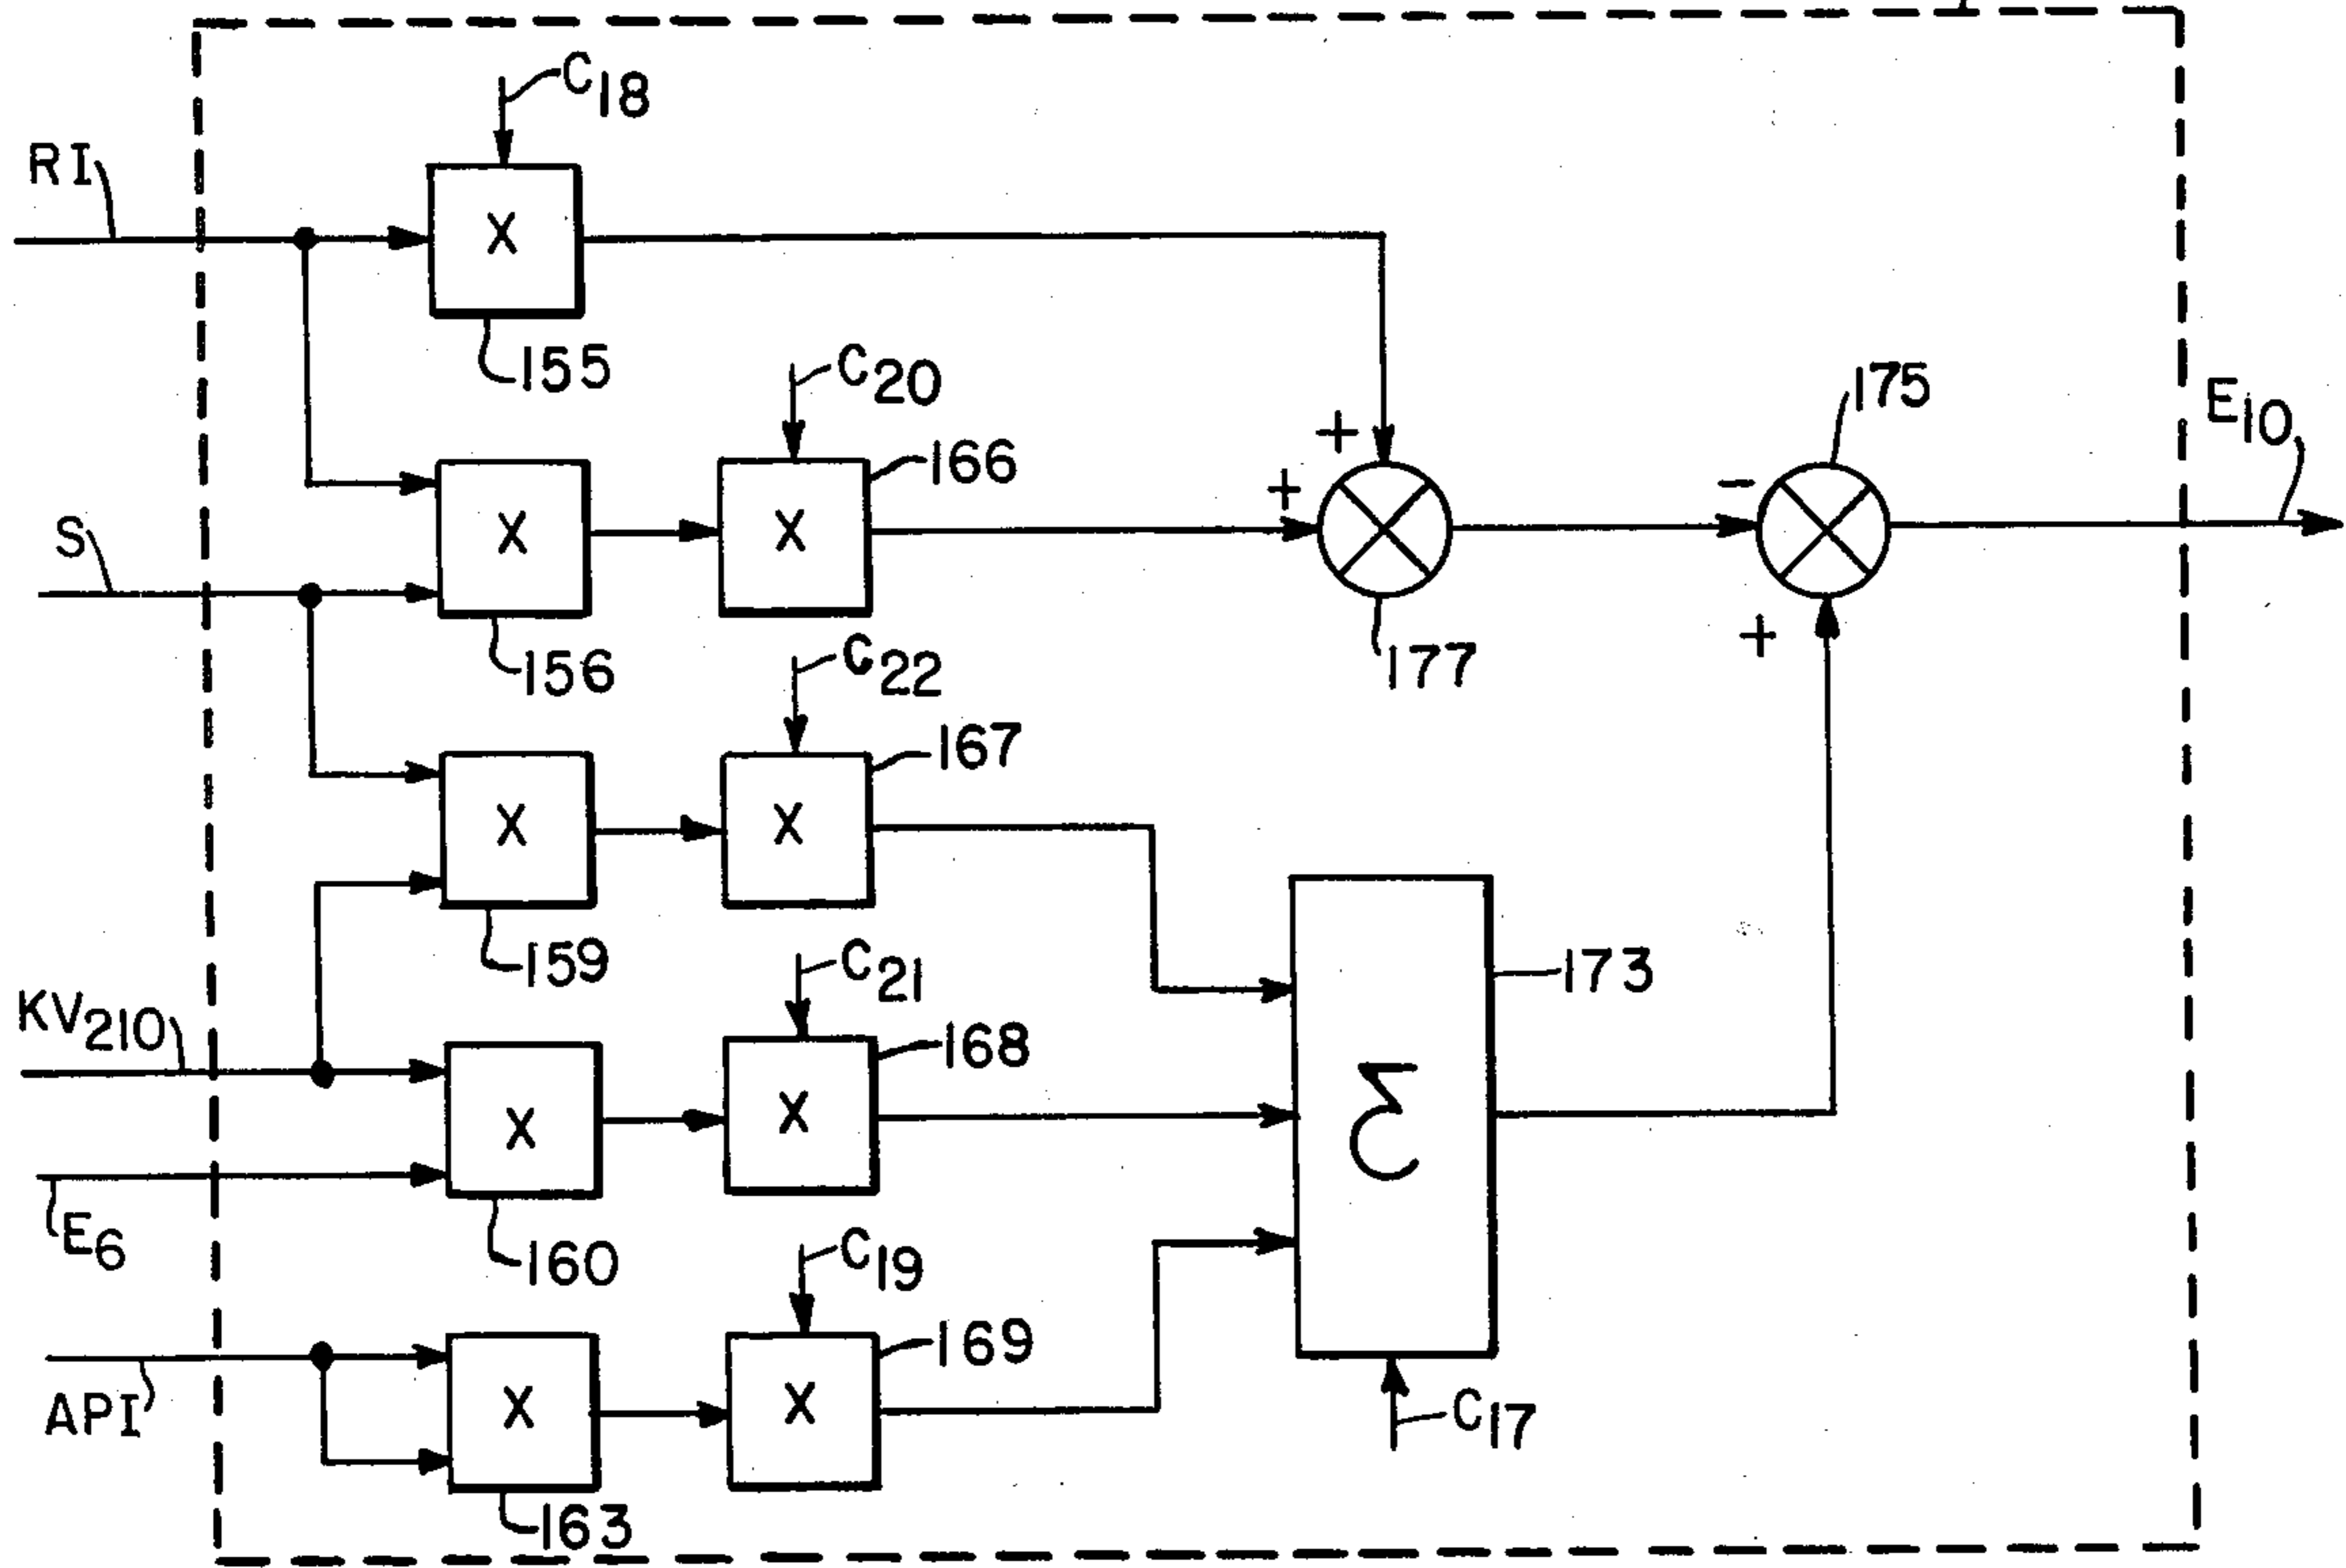 C18
RI
X
155
C20
175
E10
+
166
+
-
S
X
X
156
C22
177
+
167
X
X
159
C21
173
KV210
168
X
X
Σ
E6
160
C19
169
API
X
X
C17
163